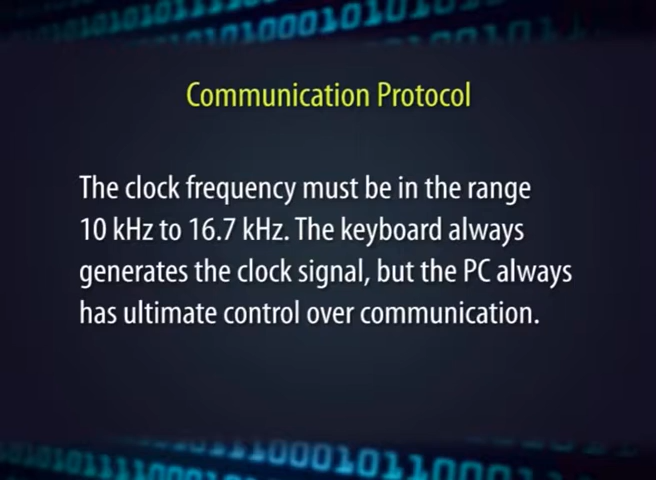 Communication Protocol
The clock frequency must be in the range
10 kHz to 16.7 kHz. The keyboard always
generates the clock signal, but the PC always
has ultimate control over communication.